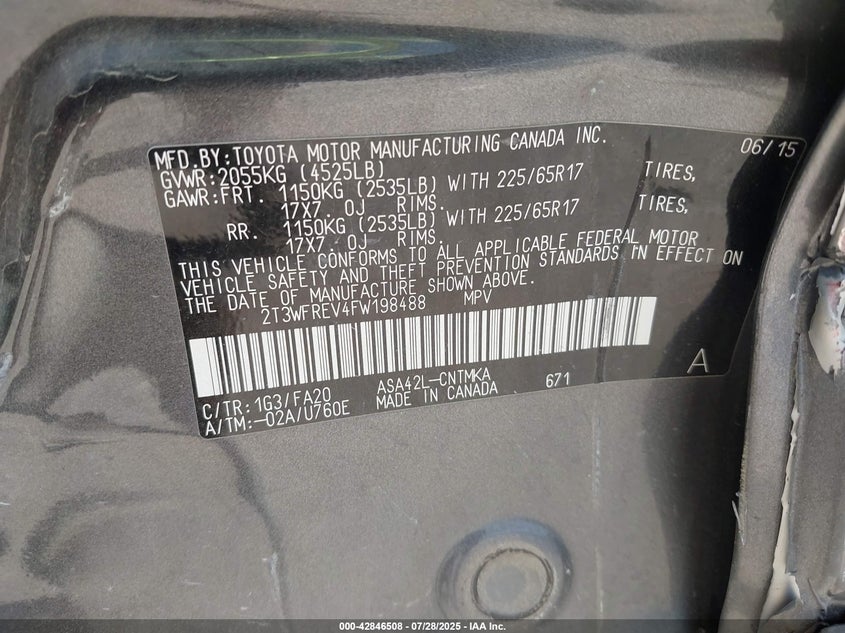 MFD.BY:TOYOTA MOTOR MANUFACTURING CANADA INC. 06/15
GVWR:2055KG (4525LB)
GAWR:FRT. 1150KG (2535LB) WITH 225/65R17 TIRES,
17X7.0J RIMS.
RR. 1150KG (2535LB) WITH 225/65R17 TIRES,
17X7.0J RIMS.
THIS VEHICLE CONFORMS TO ALL APPLICABLE FEDERAL MOTOR
VEHICLE SAFETY AND THEFT PREVENTION STANDARDS IN EFFECT ON
THE DATE OF MANUFACTURE SHOWN ABOVE.
2T3WFREV4FW198488 MPV
A
C/TR:1G3/FA20 ASA42L-CNTMKA 671
A/TM:-02A/U760E MADE IN CANADA
000-42846508 - 07/28/2025 - IAA Inc.